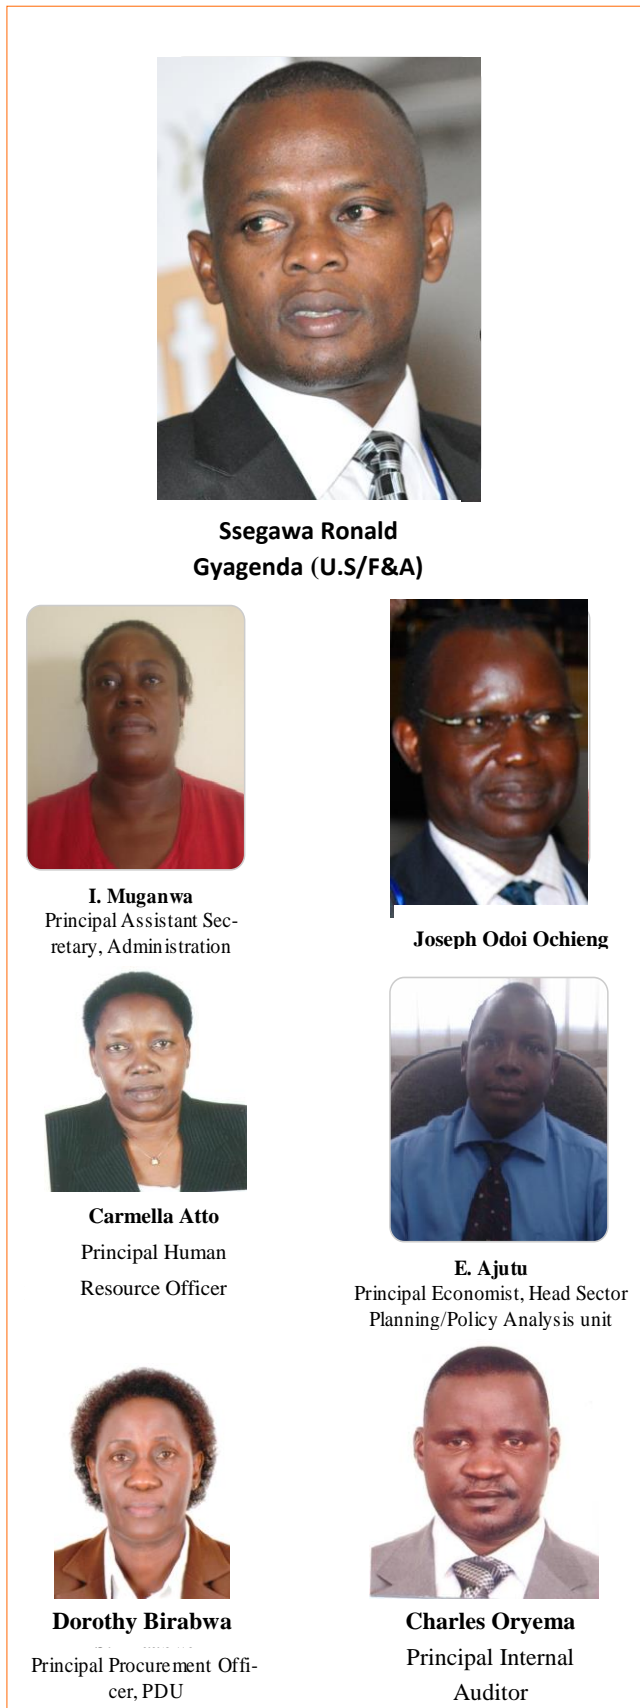 Ssegawa Ronald
Gyagenda (U.S/F&A)
I. Muganwa
Principal Assistant Sec-
retary, Administration
Joseph Odoi Ochieng
Carmella Atto
Principal Human
Resource Officer
E. Ajutu
Principal Economist, Head Sector
Planning/Policy Analysis unit
Dorothy Birabwa
Principal Procurement Offi-
cer, PDU
Charles Oryema
Principal Internal
Auditor